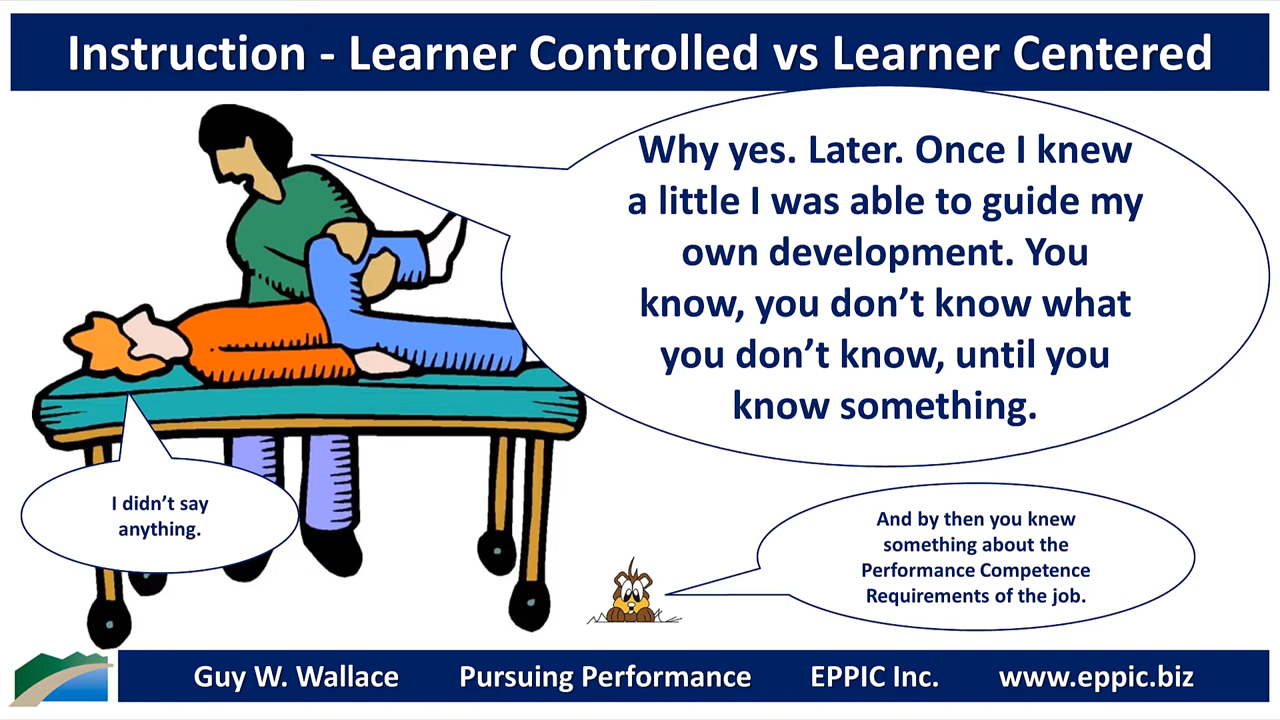 Instruction - Learner Controlled vs Learner Centered
Why yes. Later. Once I knew
a little I was able to guide my
own development. You
know, you don’t know what
you don’t know, until you
know something.
I didn’t say
anything.
And by then you knew
something about the
Performance Competence
Requirements of the job.
Guy W. Wallace Pursuing Performance EPPIC Inc. www.eppic.biz